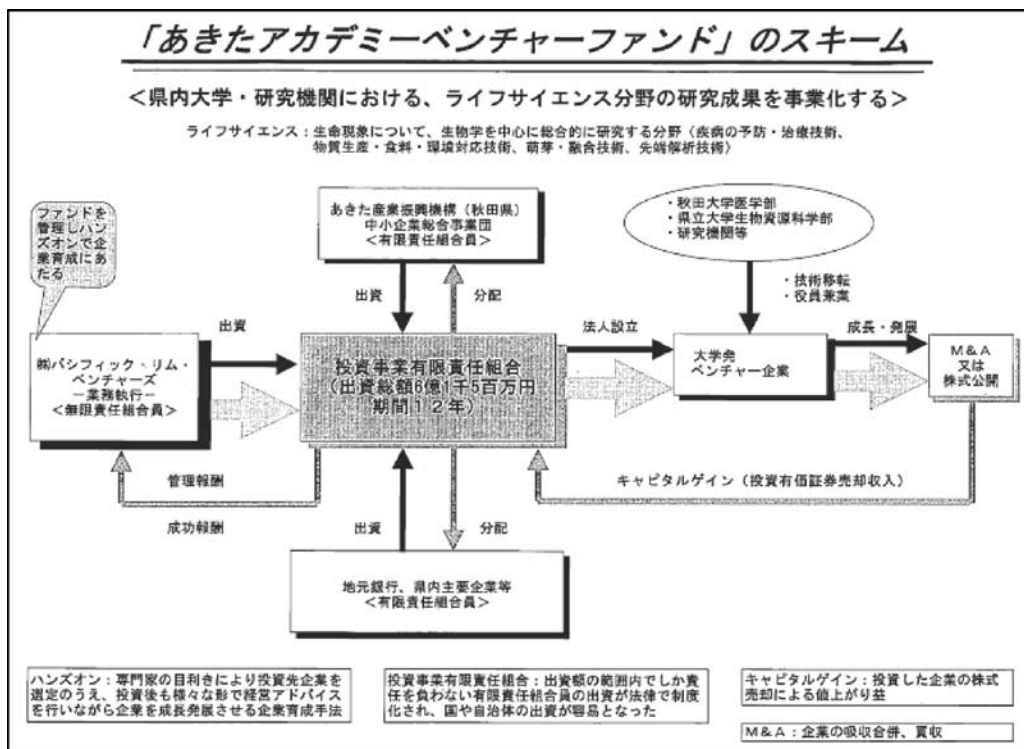 「あきたアカデミーベンチャーファンド」のスキーム
＜県内大学・研究機関における、ライフサイエンス分野の研究成果を事業化する＞
ライフサイエンス：生命現象について、生物学を中心に総合的に研究する分野（疾病の予防・治療技術、
物質生産・食料・環境対応技術、萌芽・融合技術、先端解析技術）
ファンドを
管理しハン
ズオンで企
業育成にあ
たる
あきた産業振興機構（秋田県）
中小企業総合事業団
＜有限責任組合員＞
・秋田大学医学部
・県立大学生物資源科学部
・研究機関等
出資
分配
・技術移転
・役員兼業
出資
法人設立
成長・発展
㈱パシフィック・リム・
ベンチャーズ
－業務執行－
＜無限責任組合員＞
投資事業有限責任組合
（出資総額6億1千5百万円
期間12年）
大学発
ベンチャー企業
M&A
又は
株式公開
管理報酬
成功報酬
出資
分配
キャピタルゲイン（投資有価証券売却収入）
地元銀行、県内主要企業等
＜有限責任組合員＞
ハンズオン：専門家の目利きにより投資先企業を
選定のうえ、投資後も様々な形で経営アドバイス
を行いながら企業を成長発展させる企業育成手法
投資事業有限責任組合：出資額の範囲内でしか責
任を負わない有限責任組合員の出資が法律で制度
化され、国や自治体の出資が容易となった
キャピタルゲイン：投資した企業の株式
売却による値上がり益
M&A：企業の吸収合併、買収